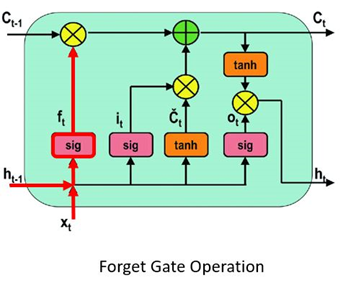 Cₜ₋₁
Cₜ
tanh
fₜ
iₜ
Čₜ
oₜ
sig
sig
tanh
sig
hₜ₋₁
hₜ
xₜ
Forget Gate Operation